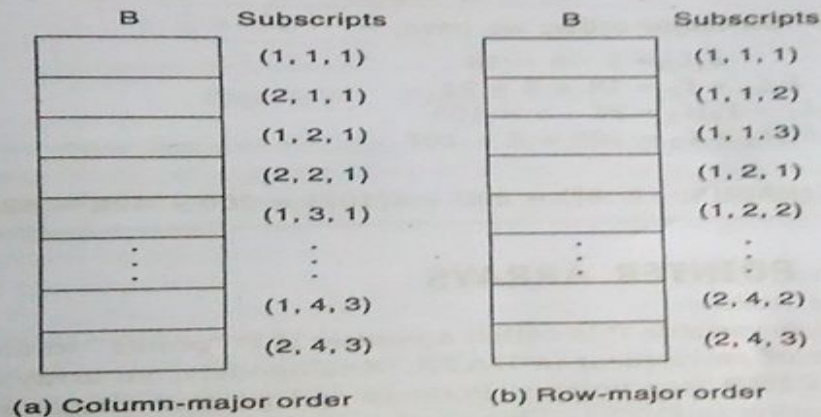 B Subscripts
(1, 1, 1)
(2, 1, 1)
(1, 2, 1)
(2, 2, 1)
(1, 3, 1)
(1, 4, 3)
(2, 4, 3)
(a) Column-major order
B Subscripts
(1, 1, 1)
(1, 1, 2)
(1, 1, 3)
(1, 2, 1)
(1, 2, 2)
(2, 4, 2)
(2, 4, 3)
(b) Row-major order